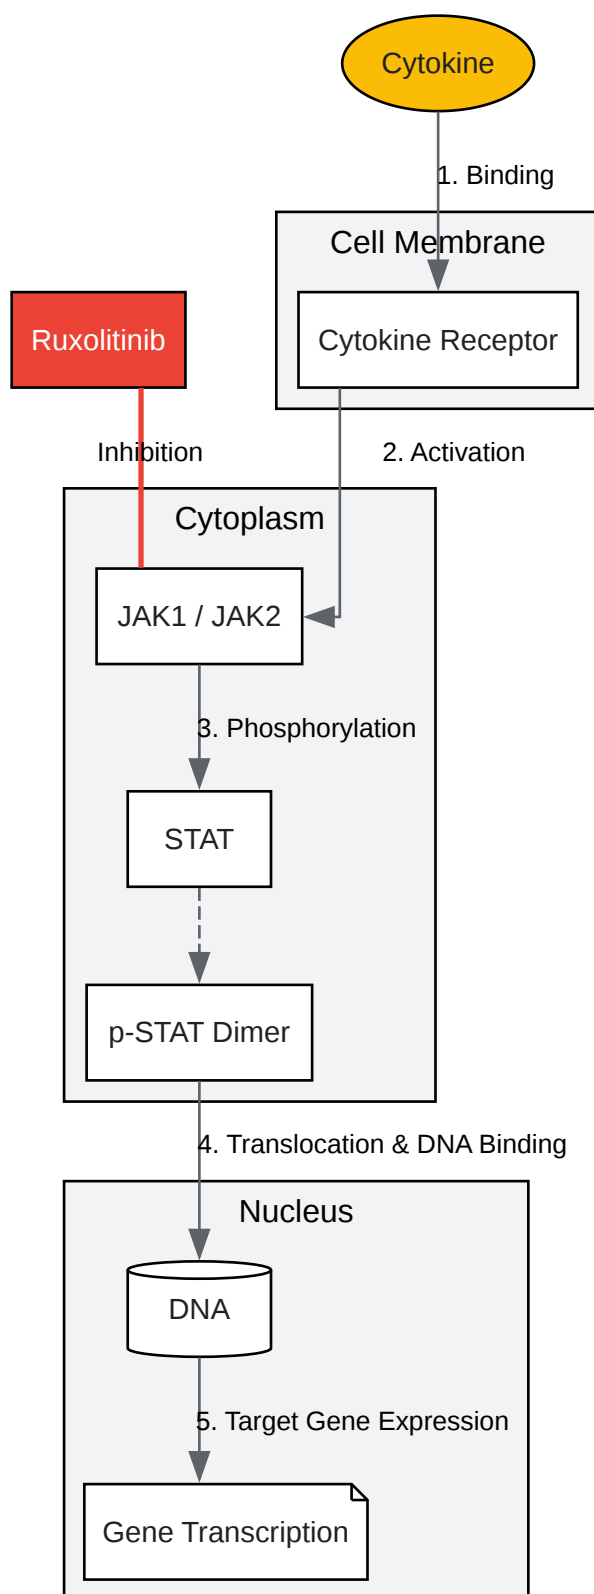 Cytokine
1. Binding
Cell Membrane
Ruxolitinib
Cytokine Receptor
Inhibition
2. Activation
Cytoplasm
JAK1 / JAK2
3. Phosphorylation
STAT
p-STAT Dimer
4. Translocation & DNA Binding
Nucleus
DNA
5. Target Gene Expression
Gene Transcription